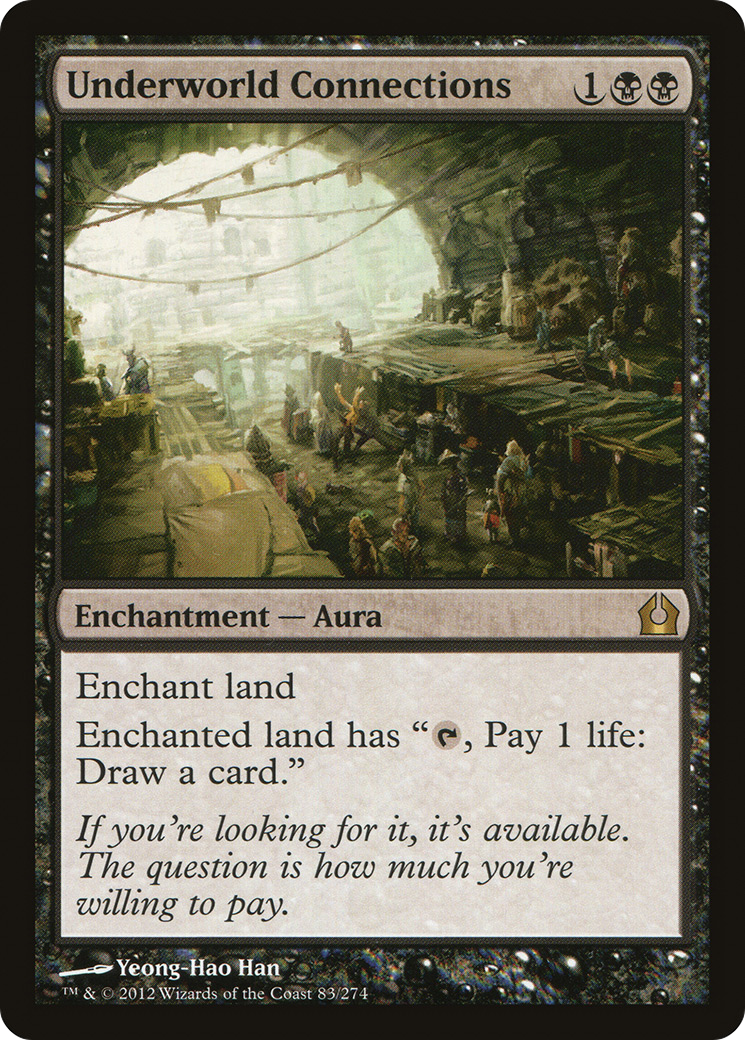 Underworld Connections 1
Enchantment — Aura
Enchant land
Enchanted land has “, Pay 1 life:
Draw a card.”
If you’re looking for it, it’s available.
The question is how much you’re
willing to pay.
Yeong-Hao Han
™ & © 2012 Wizards of the Coast 83/274